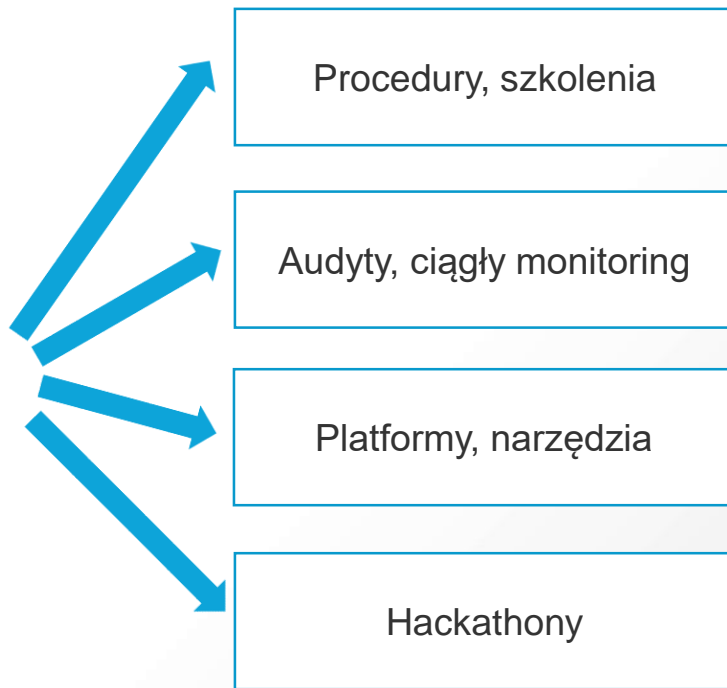 Procedury, szkolenia
Audyty, ciągły monitoring
Platformy, narzędzia
Hackathony